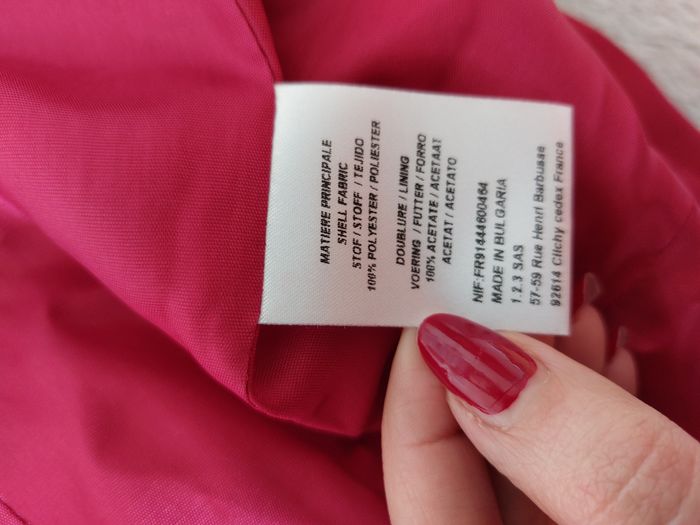 MATIERE PRINCIPALE
SHELL FABRIC
STOF / STOFF / TEJIDO
100% POLYESTER / POLIESTER
DOUBLURE / LINING
VOERING / FUTTER / FORRO
100% ACETATE / ACETAAT
ACETAT / ACETATO
NIF:FR91444600464
MADE IN BULGARIA
1.2.3 SAS
57-59 Rue Henri Barbusse
92614 Clichy cedex France